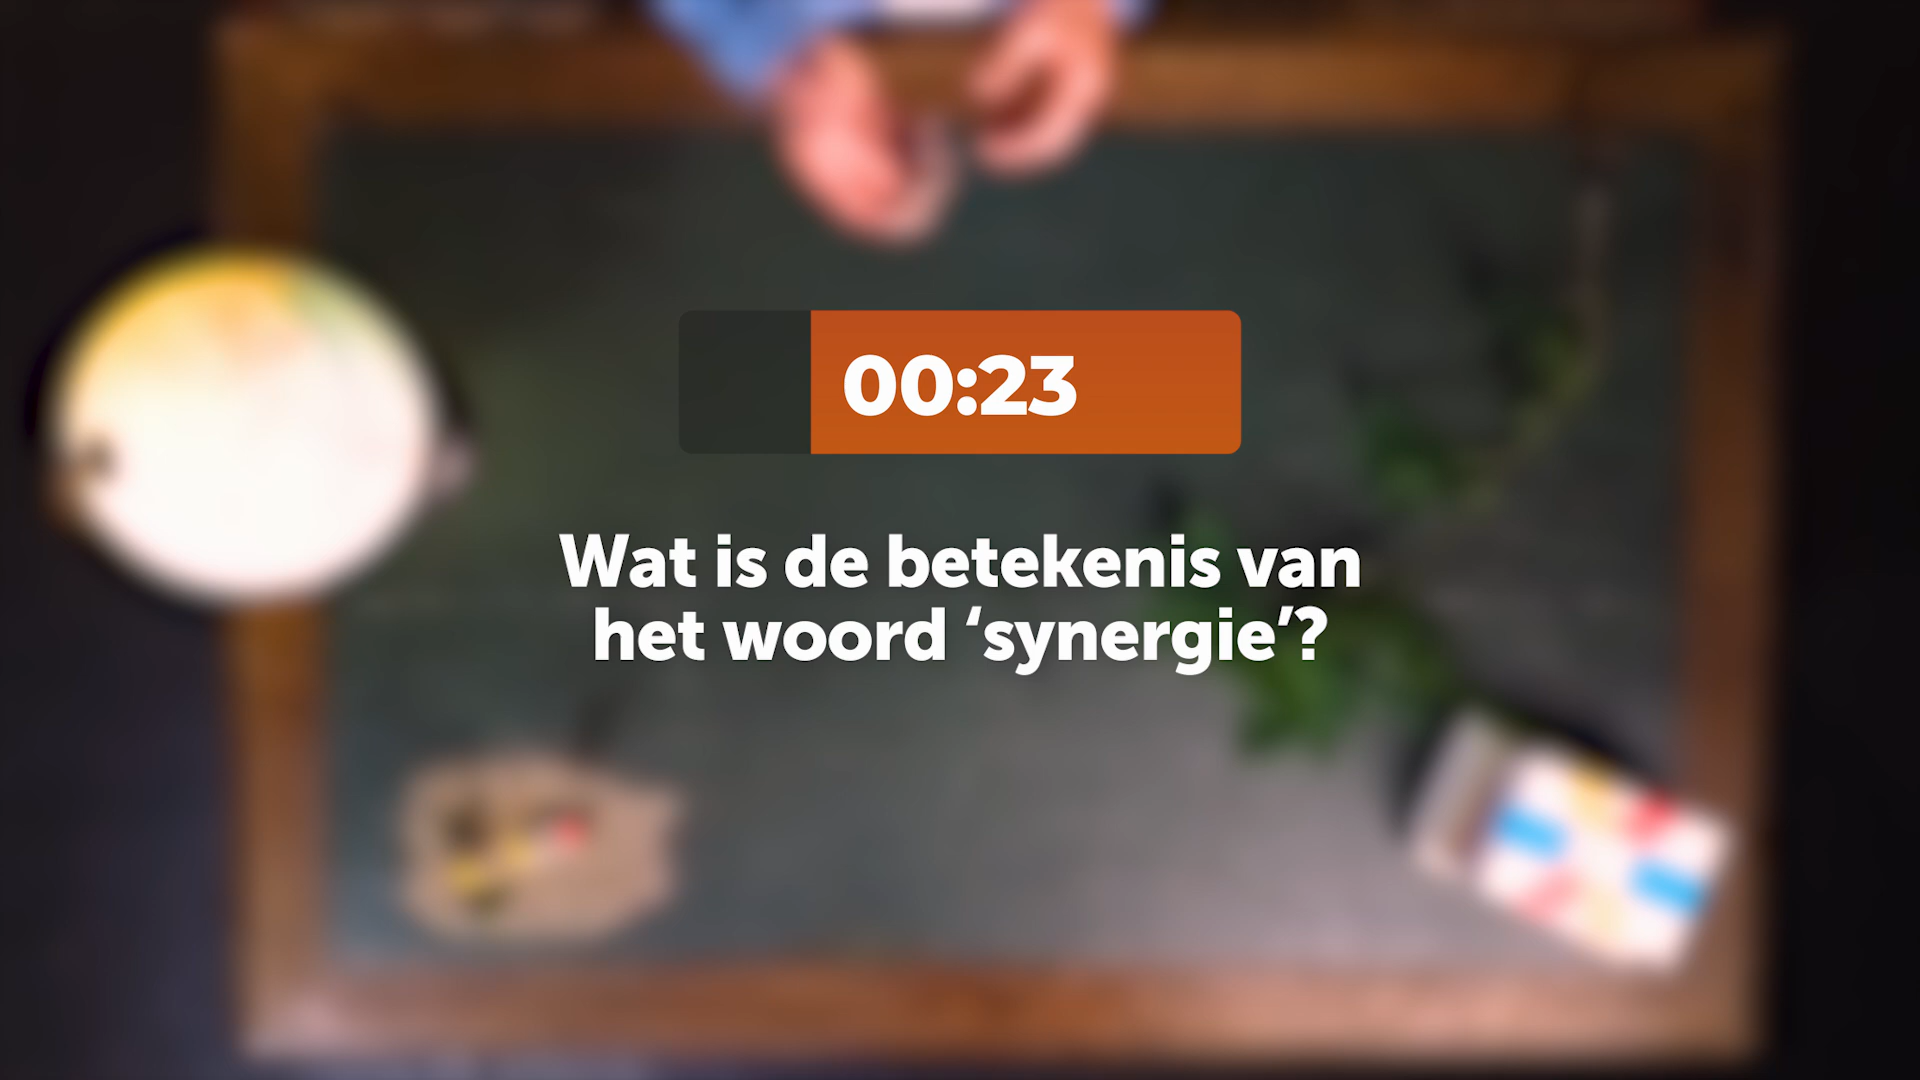 00:23
Wat is de betekenis van
het woord ‘synergie’?